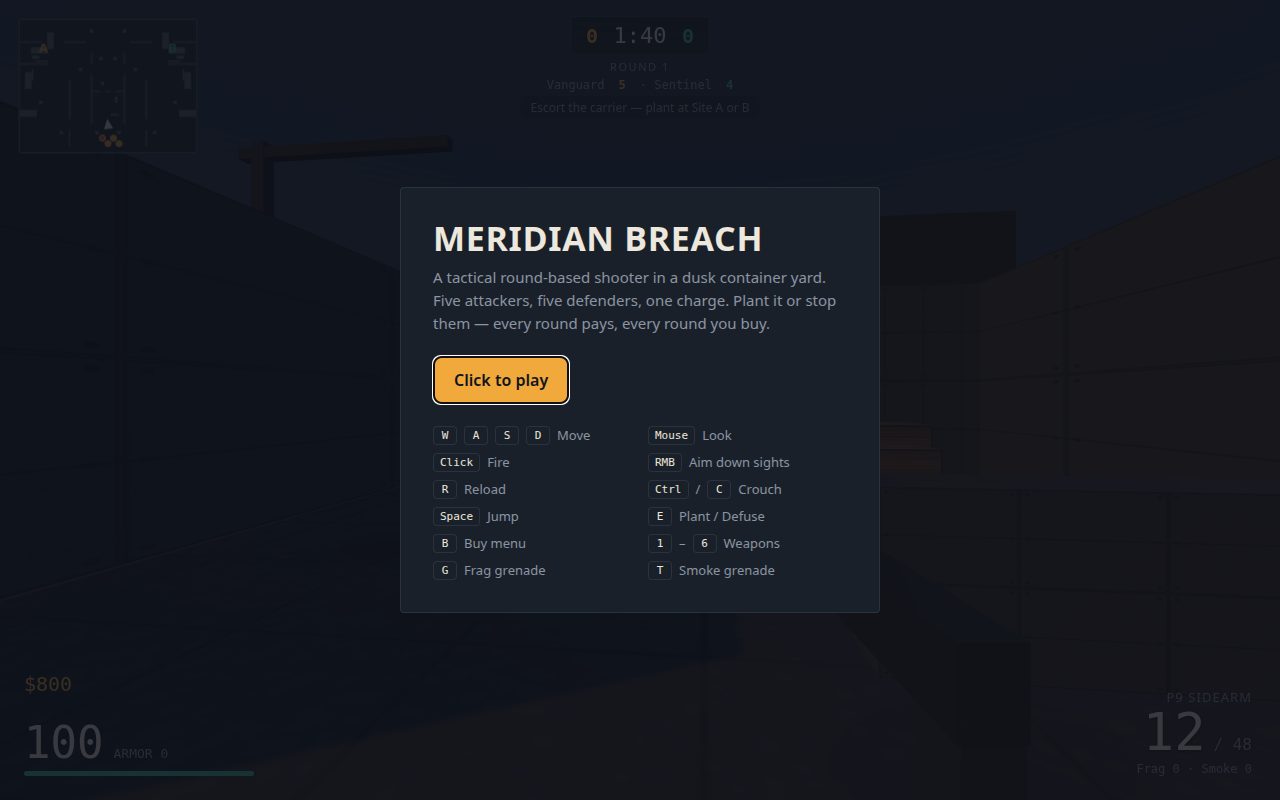 A
0 1:40 0
ROUND 1
Vanguard 5 · Sentinel 4
Escort the carrier — plant at Site A or B
MERIDIAN BREACH
A tactical round-based shooter in a dusk container yard.
Five attackers, five defenders, one charge. Plant it or stop
them — every round pays, every round you buy.
Click to play
W A S D Move
Mouse Look
Click Fire
RMB Aim down sights
R Reload
Ctrl / C Crouch
Space Jump
E Plant / Defuse
B Buy menu
1 – 6 Weapons
G Frag grenade
T Smoke grenade
$800
100 ARMOR 0
P9 SIDEARM
12 / 48
Frag 0 · Smoke 0